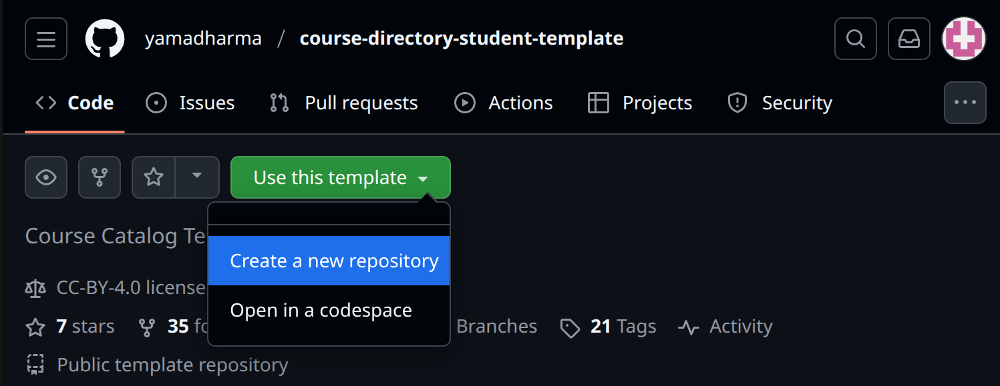 yamadharma / course-directory-student-template
Code Issues Pull requests Actions Projects Security
Use this template
Course Catalog Te
Create a new repository
CC-BY-4.0 license
Open in a codespace
7 stars 35 fo Branches 21 Tags Activity
Public template repository